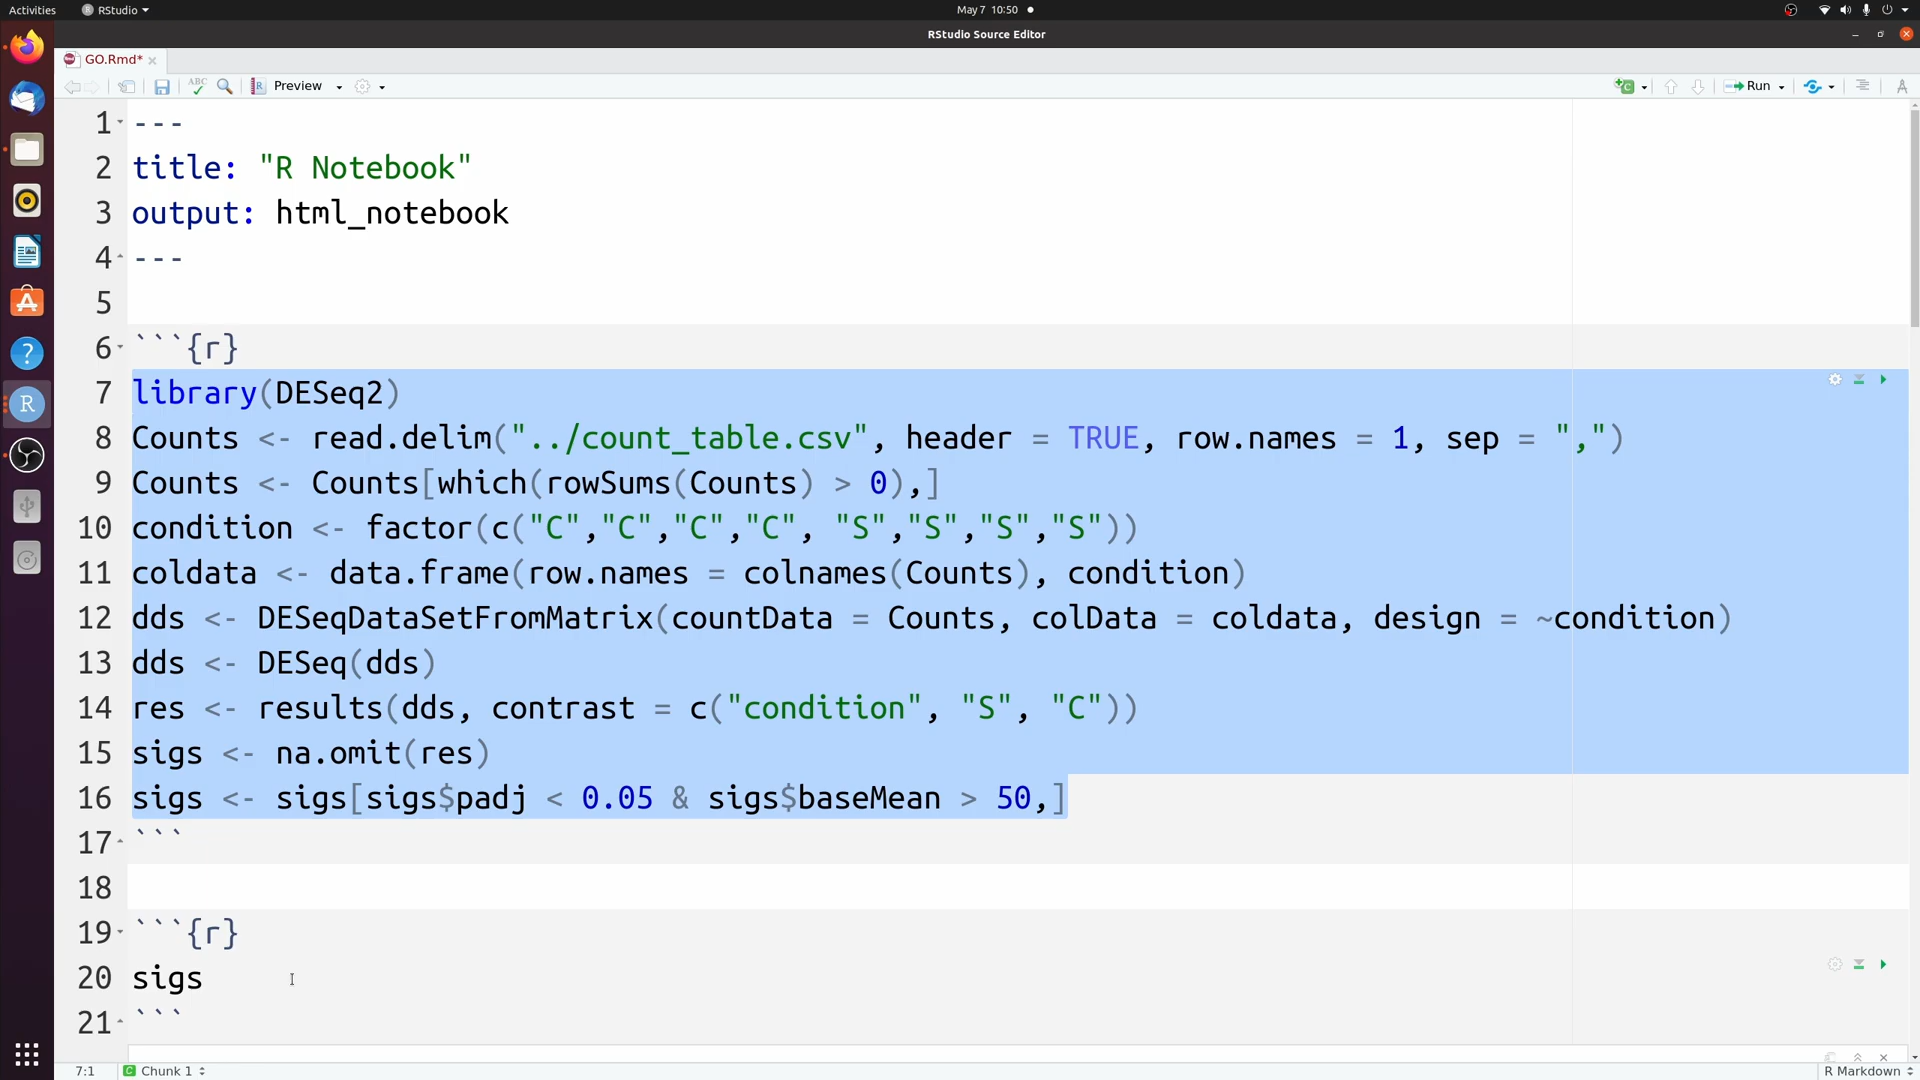 Activities RStudio May 7 10:50
RStudio Source Editor
GO.Rmd*
ABC Preview Run
1 ---
2 title: "R Notebook"
3 output: html_notebook
4 ---
5
6 ```{r}
7 library(DESeq2)
8 Counts <- read.delim("../count_table.csv", header = TRUE, row.names = 1, sep = ",")
9 Counts <- Counts[which(rowSums(Counts) > 0),]
10 condition <- factor(c("C","C","C","C", "S","S","S","S"))
11 coldata <- data.frame(row.names = colnames(Counts), condition)
12 dds <- DESeqDataSetFromMatrix(countData = Counts, colData = coldata, design = ~condition)
13 dds <- DESeq(dds)
14 res <- results(dds, contrast = c("condition", "S", "C"))
15 sigs <- na.omit(res)
16 sigs <- sigs[sigs$padj < 0.05 & sigs$baseMean > 50,]
17 ```
18
19 ```{r}
20 sigs
21 ```
7:1 C Chunk 1 R Markdown